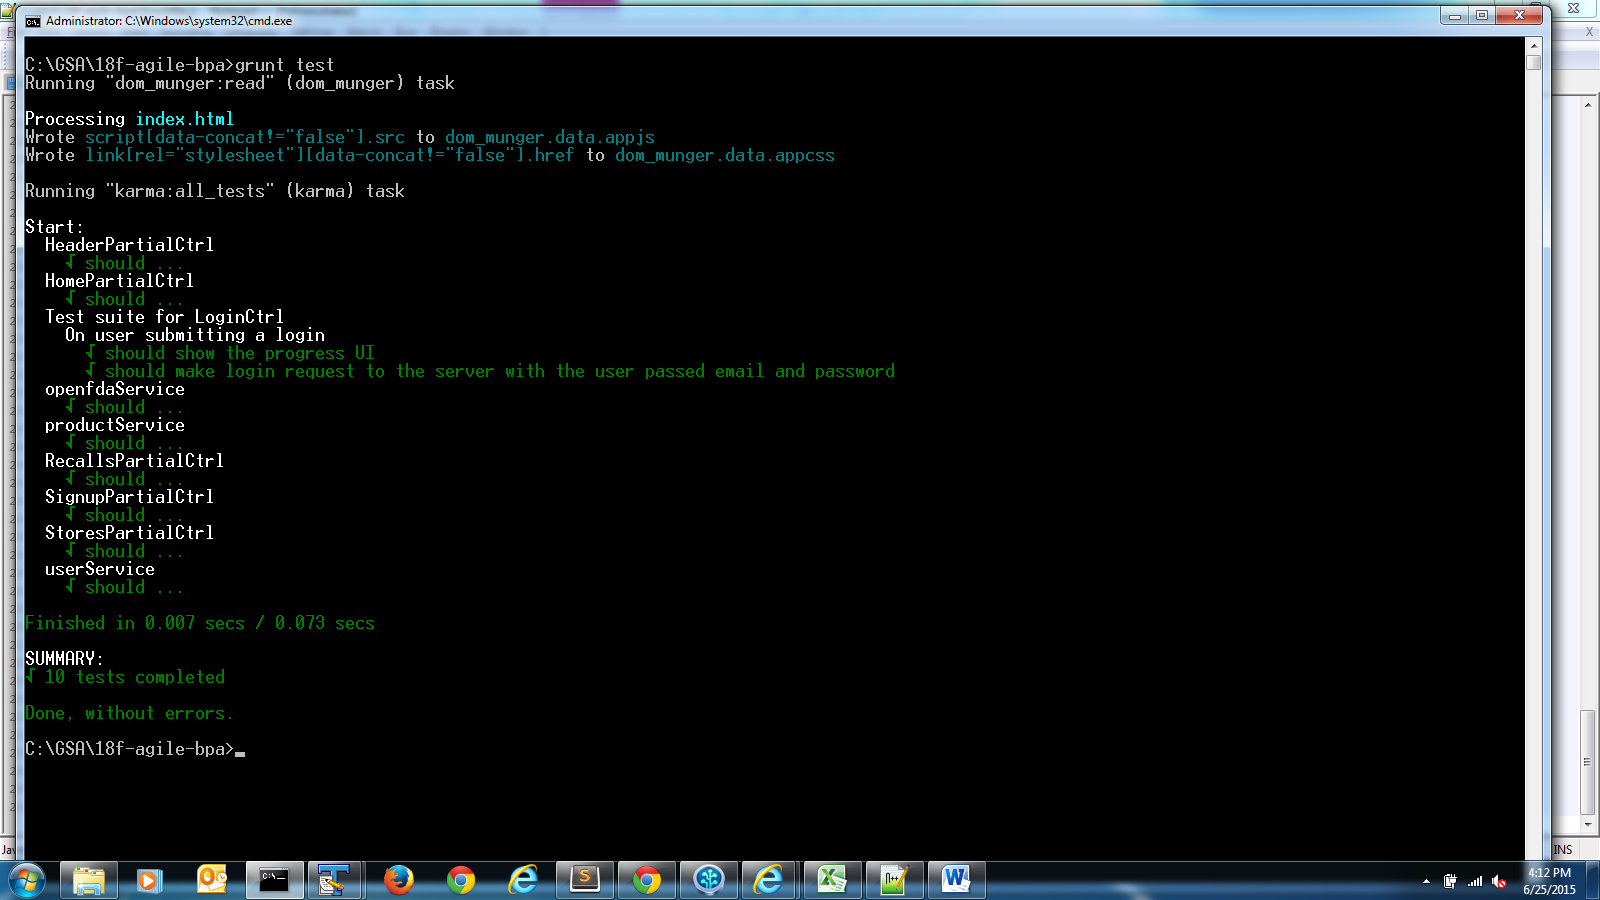 Administrator: C:\Windows\system32\cmd.exe
C:\GSA\18f-agile-bpa>grunt test
Running "dom_munger:read" (dom_munger) task
Processing index.html
Wrote script[data-concat!="false"].src to dom_munger.data.appjs
Wrote link[rel="stylesheet"][data-concat!="false"].href to dom_munger.data.appcss
Running "karma:all_tests" (karma) task
Start:
HeaderPartialCtrl
√ should ...
HomePartialCtrl
√ should ...
Test suite for LoginCtrl
On user submitting a login
√ should show the progress UI
√ should make login request to the server with the user passed email and password
openfdaService
√ should ...
productService
√ should ...
RecallsPartialCtrl
√ should ...
SignupPartialCtrl
√ should ...
StoresPartialCtrl
√ should ...
userService
√ should ...
Finished in 0.007 secs / 0.073 secs
SUMMARY:
√ 10 tests completed
Done, without errors.
C:\GSA\18f-agile-bpa>
INS
4:12 PM
6/25/2015